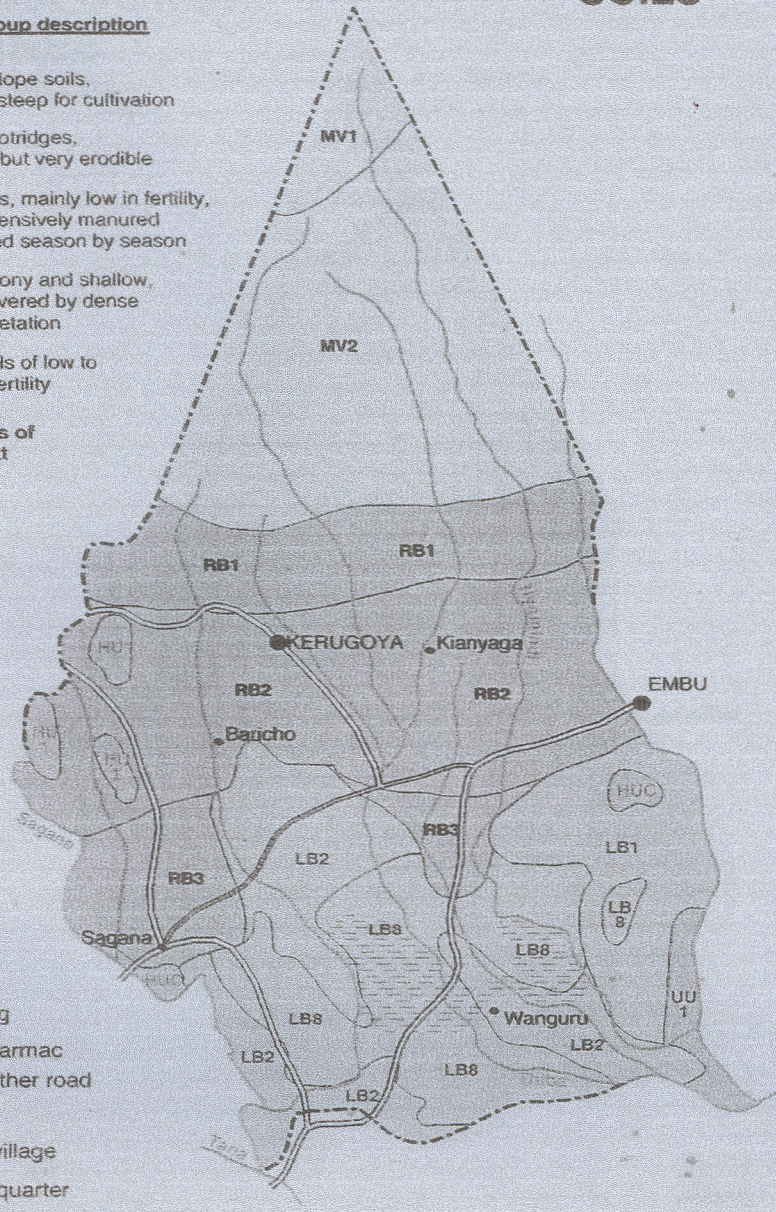 oup description
lope soils,
steep for cultivation
otridges,
but very erodible
s, mainly low in fertility,
ensively manured
ed season by season
ony and shallow,
vered by dense
etation
ls of low to
ertility
s of
t
MV1
MV2
RB1
RB1
HU
KERUGOYA
Kianyaga
RB2
RB2
EMBU
Baricho
HUC
Sagana
RB3
LB1
LB2
RB3
LB
8
LB8
Sagana
LB8
HUC
UU
1
LB8
Wanguru
LB2
LB2
LB8
Thiba
LB2
Tana
g
armac
ther road
village
quarter